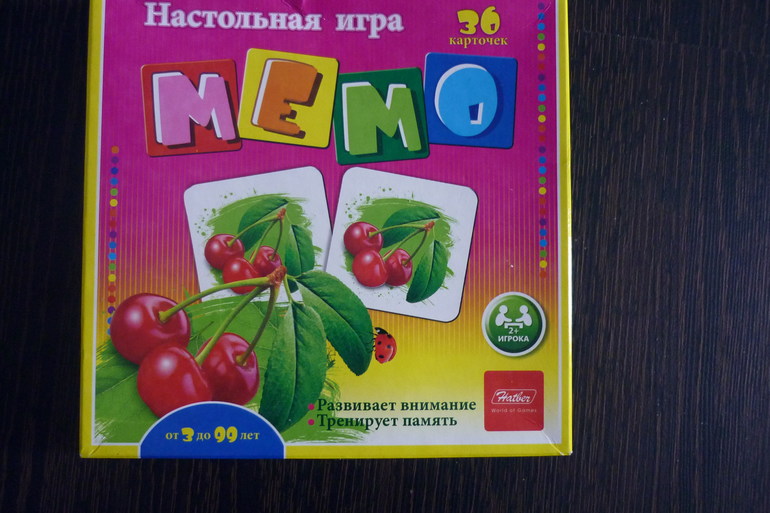 Настольная игра
36
карточек
МЕМО
2+
ИГРОКА
Hatber
World of Games
• Развивает внимание
• Тренирует память
от 3 до 99 лет